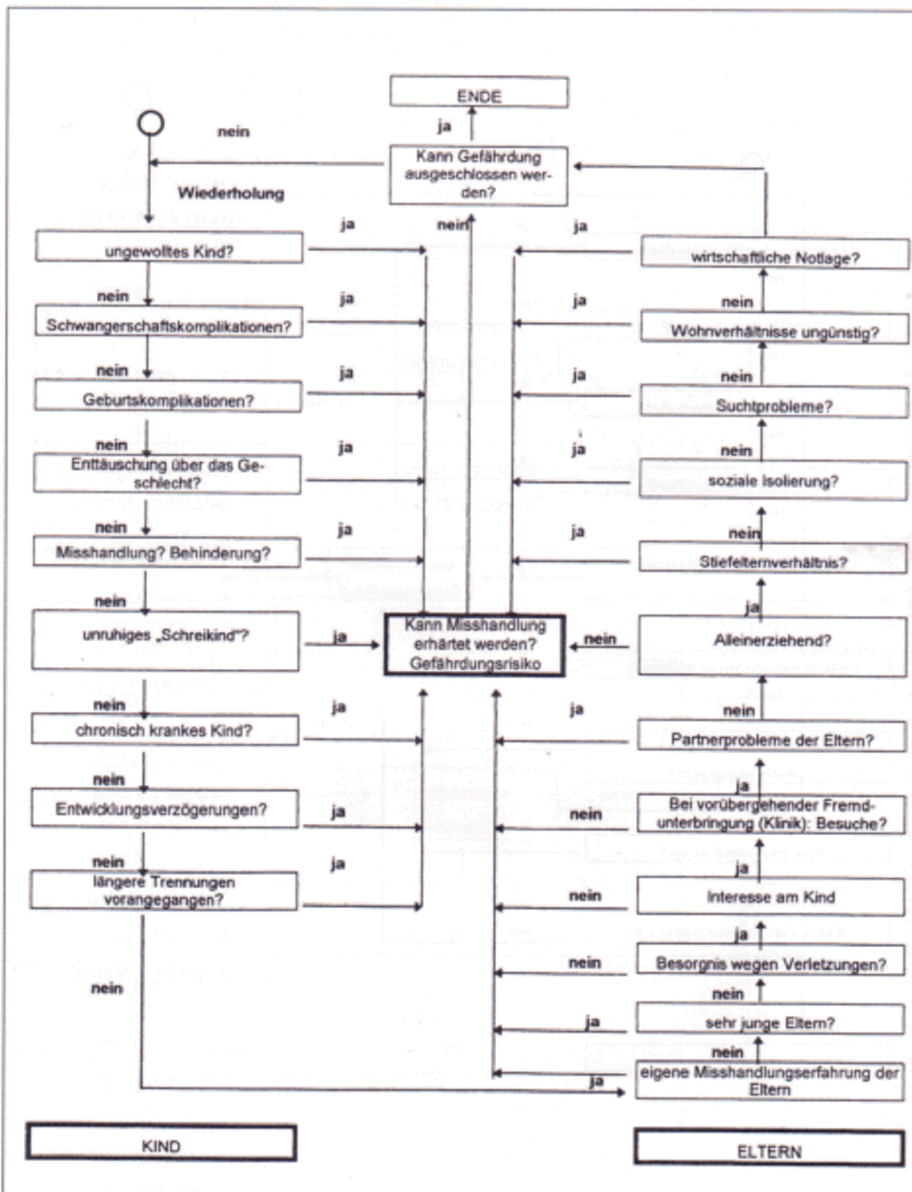 ENDE
ja
nein
Kann Gefährdung
ausgeschlossen wer-
den?
Wiederholung
ja
nein
ja
ungewolltes Kind?
wirtschaftliche Notlage?
nein
ja
ja
nein
Schwangerschaftskomplikationen?
Wohnverhältnisse ungünstig?
ja
ja
nein
Geburtskomplikationen?
Suchtprobleme?
nein
ja
ja
nein
Enttäuschung über das Ge-
schlecht?
soziale Isolierung?
nein
ja
ja
nein
Misshandlung? Behinderung?
Stiefelternverhältnis?
nein
ja
unruhiges „Schreikind"?
ja
Kann Misshandlung
erhärtet werden?
Gefährdungsrisiko
nein
Alleinerziehend?
nein
ja
ja
nein
chronisch krankes Kind?
Partnerprobleme der Eltern?
nein
ja
Entwicklungsverzögerungen?
ja
nein
Bei vorübergehender Fremd-
unterbringung (Klinik): Besuche?
nein
ja
ja
längere Trennungen
vorangegangen?
nein
Interesse am Kind
ja
nein
nein
Besorgnis wegen Verletzungen?
nein
ja
sehr junge Eltern?
nein
ja
eigene Misshandlungserfahrung der
Eltern
KIND
ELTERN